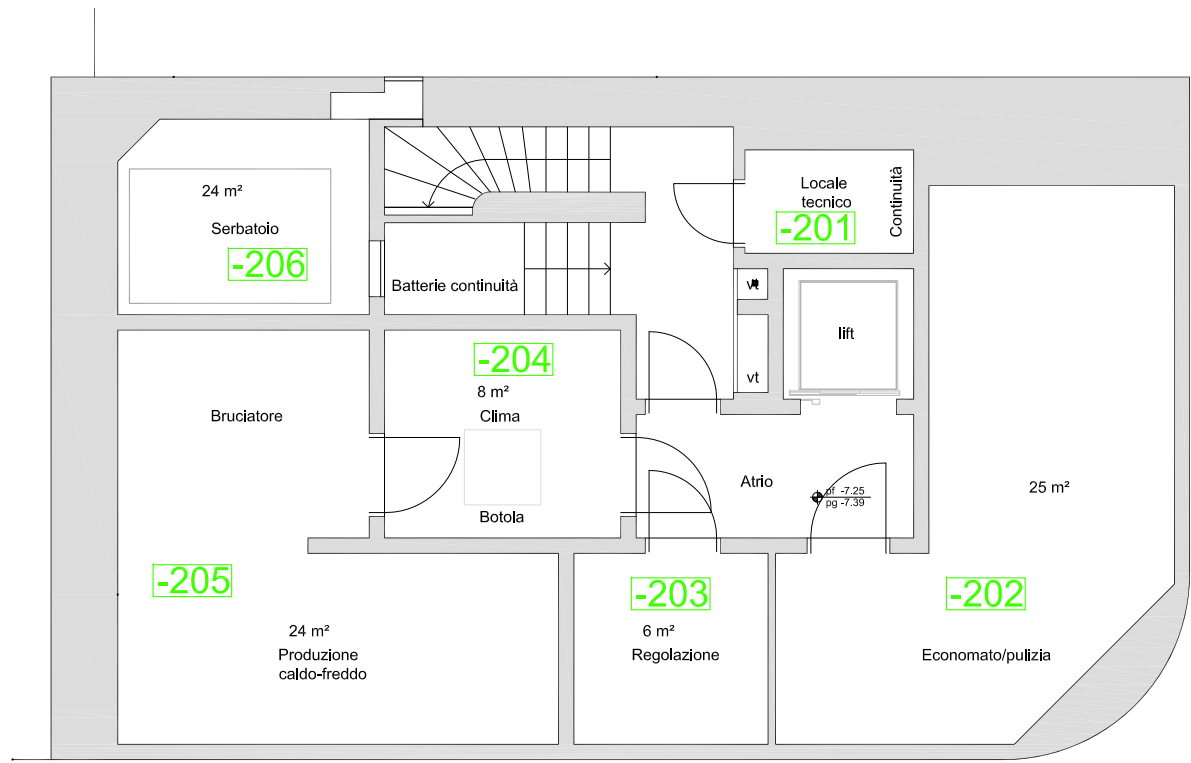 24 m²
Serbatoio
-206
Batterie continuità
Locale
tecnico
-201
Continuità
vt
lift
vt
-204
8 m²
Clima
Botola
Bruciatore
Atrio
pf -7.25
pg -7.39
25 m²
-205
24 m²
Produzione
caldo-freddo
-203
6 m²
Regolazione
-202
Economato/pulizia